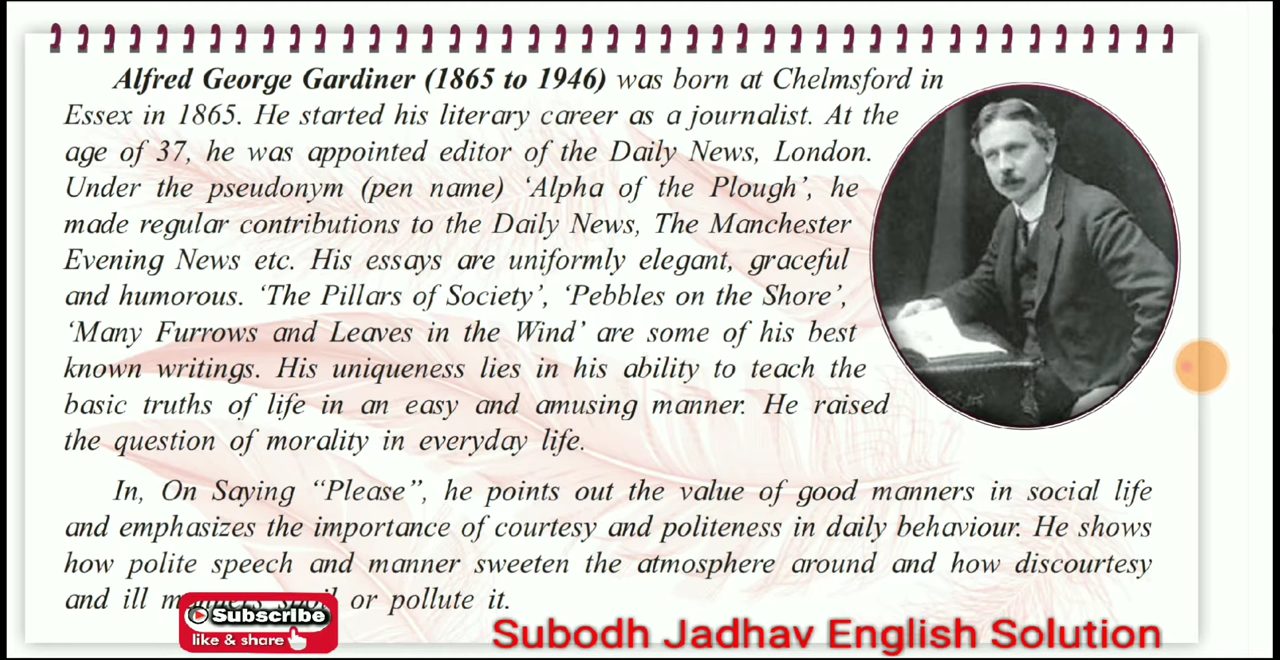 Alfred George Gardiner (1865 to 1946) was born at Chelmsford in
Essex in 1865. He started his literary career as a journalist. At the
age of 37, he was appointed editor of the Daily News, London.
Under the pseudonym (pen name) ‘Alpha of the Plough’, he
made regular contributions to the Daily News, The Manchester
Evening News etc. His essays are uniformly elegant, graceful
and humorous. ‘The Pillars of Society’, ‘Pebbles on the Shore’,
‘Many Furrows and Leaves in the Wind’ are some of his best
known writings. His uniqueness lies in his ability to teach the
basic truths of life in an easy and amusing manner. He raised
the question of morality in everyday life.
In, On Saying “Please”, he points out the value of good manners in social life
and emphasizes the importance of courtesy and politeness in daily behaviour. He shows
how polite speech and manner sweeten the atmosphere around and how discourtesy
and ill or pollute it.
Subscribe
like & share
Subodh Jadhav English Solution